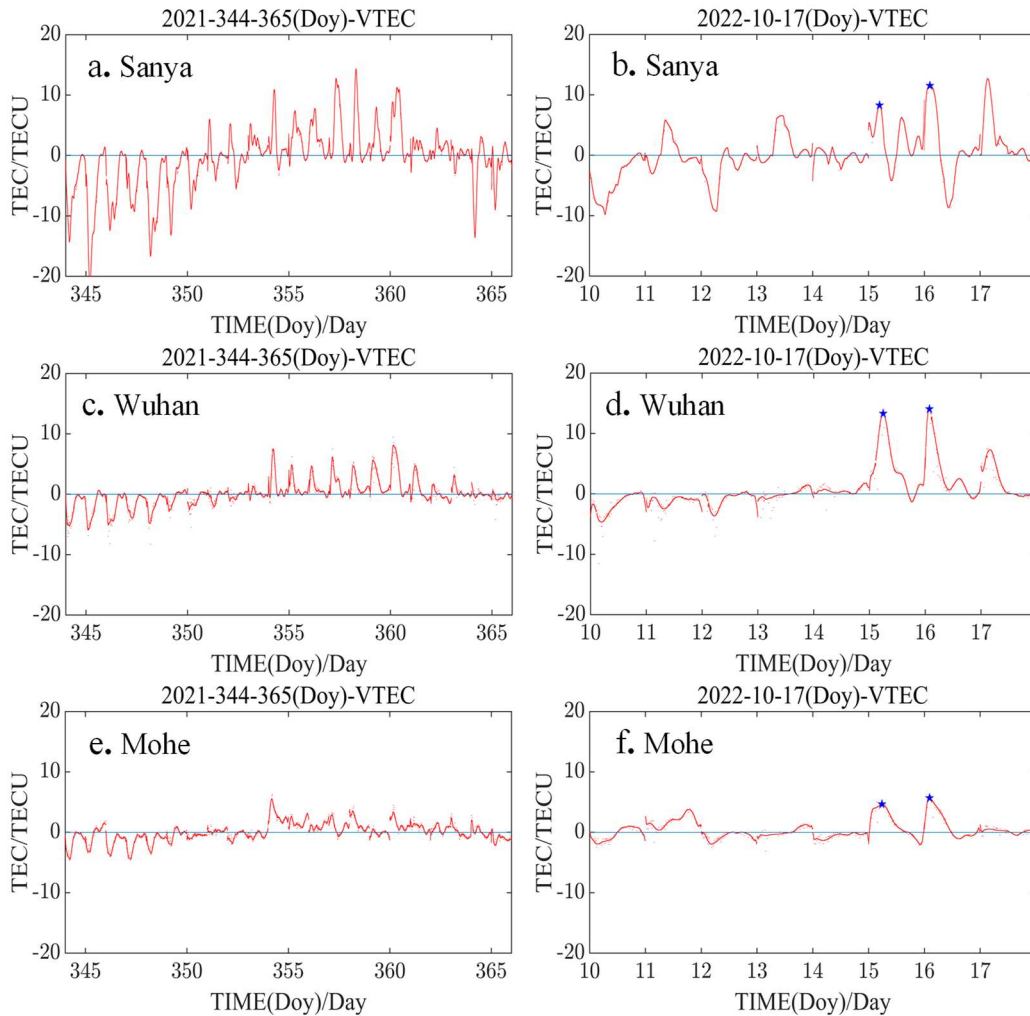 2021-344-365(Doy)-VTEC
20
10
0
-10
-20
TEC/TECU
a. Sanya
345 350 355 360 365
TIME(Doy)/Day
2022-10-17(Doy)-VTEC
20
10
0
-10
-20
TEC/TECU
b. Sanya
10 11 12 13 14 15 16 17
TIME(Doy)/Day
2021-344-365(Doy)-VTEC
20
10
0
-10
-20
TEC/TECU
c. Wuhan
345 350 355 360 365
TIME(Doy)/Day
2022-10-17(Doy)-VTEC
20
10
0
-10
-20
TEC/TECU
d. Wuhan
10 11 12 13 14 15 16 17
TIME(Doy)/Day
2021-344-365(Doy)-VTEC
20
10
0
-10
-20
TEC/TECU
e. Mohe
345 350 355 360 365
TIME(Doy)/Day
2022-10-17(Doy)-VTEC
20
10
0
-10
-20
TEC/TECU
f. Mohe
10 11 12 13 14 15 16 17
TIME(Doy)/Day